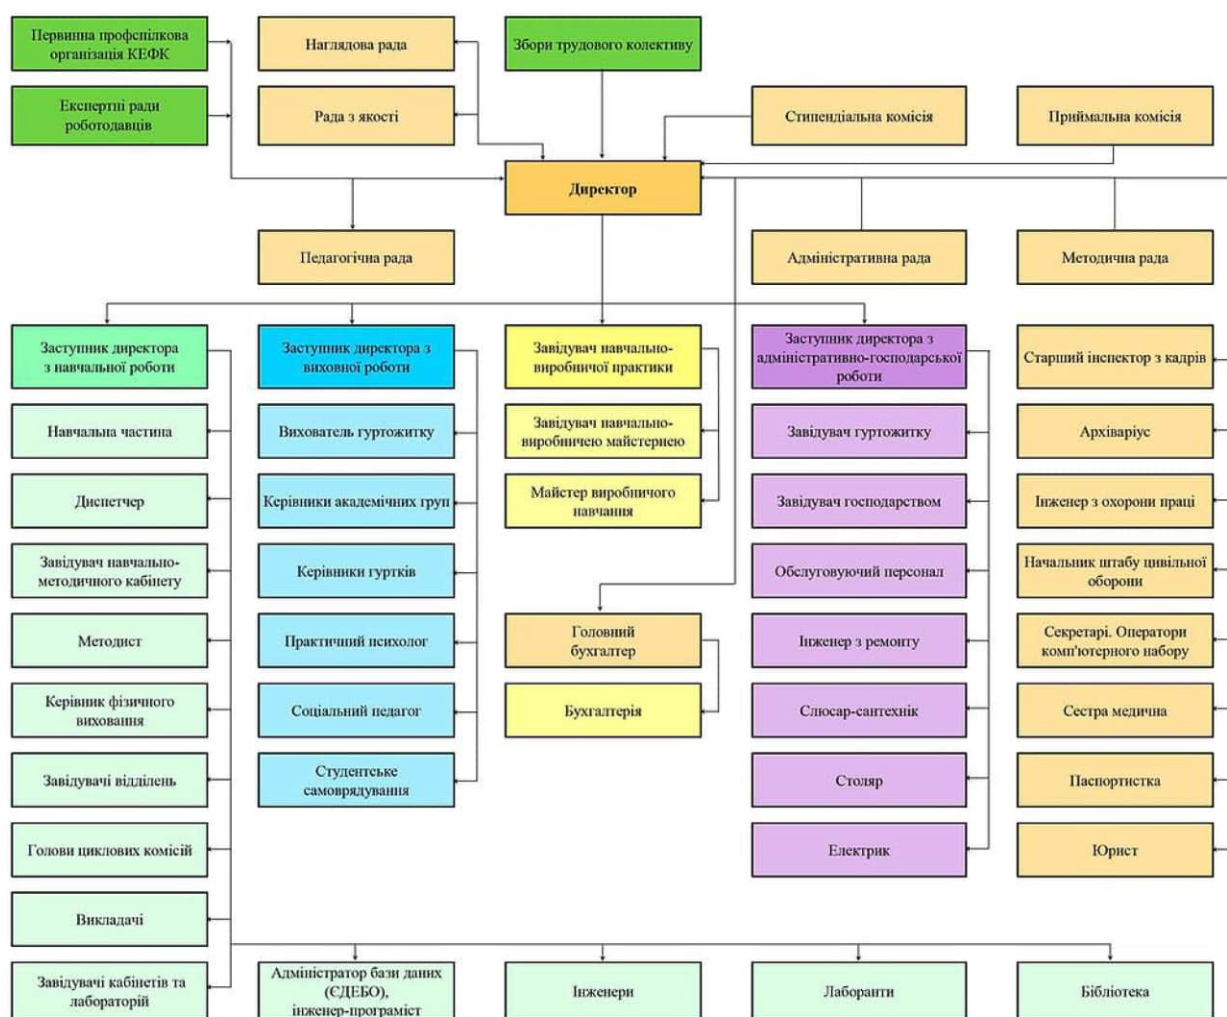 Первинна профспілкова
організація КЕФК
Наглядова рада
Збори трудового колективу
Експертні ради
роботодавців
Рада з якості
Стипендіальна комісія
Приймальна комісія
Директор
Педагогічна рада
Адміністративна рада
Методична рада
Заступник директора
з навчальної роботи
Заступник директора з
виховної роботи
Завідувач навчально-
виробничої практики
Заступник директора з
адміністративно-господарської
роботи
Старший інспектор з кадрів
Навчальна частина
Вихователь гуртожитку
Завідувач навчально-
виробничею майстернею
Завідувач гуртожитку
Архіваріус
Диспетчер
Керівники академічних груп
Майстер виробничого
навчання
Завідувач господарством
Інженер з охорони праці
Завідувач навчально-
методичного кабінету
Керівники гуртків
Обслуговуючий персонал
Начальник штабу цивільної
оборони
Методист
Практичний психолог
Головний
бухгалтер
Інженер з ремонту
Секретарі. Оператори
комп'ютерного набору
Керівник фізичного
виховання
Соціальний педагог
Бухгалтерія
Слюсар-сантехнік
Сестра медична
Завідувачі відділень
Студентське
самоврядування
Столяр
Паспортистка
Голови циклових комісій
Електрик
Юрист
Викладачі
Завідувачі кабінетів та
лабораторій
Адміністратор бази даних
(ЄДЕБО),
інженер-програміст
Інженери
Лаборанти
Бібліотека